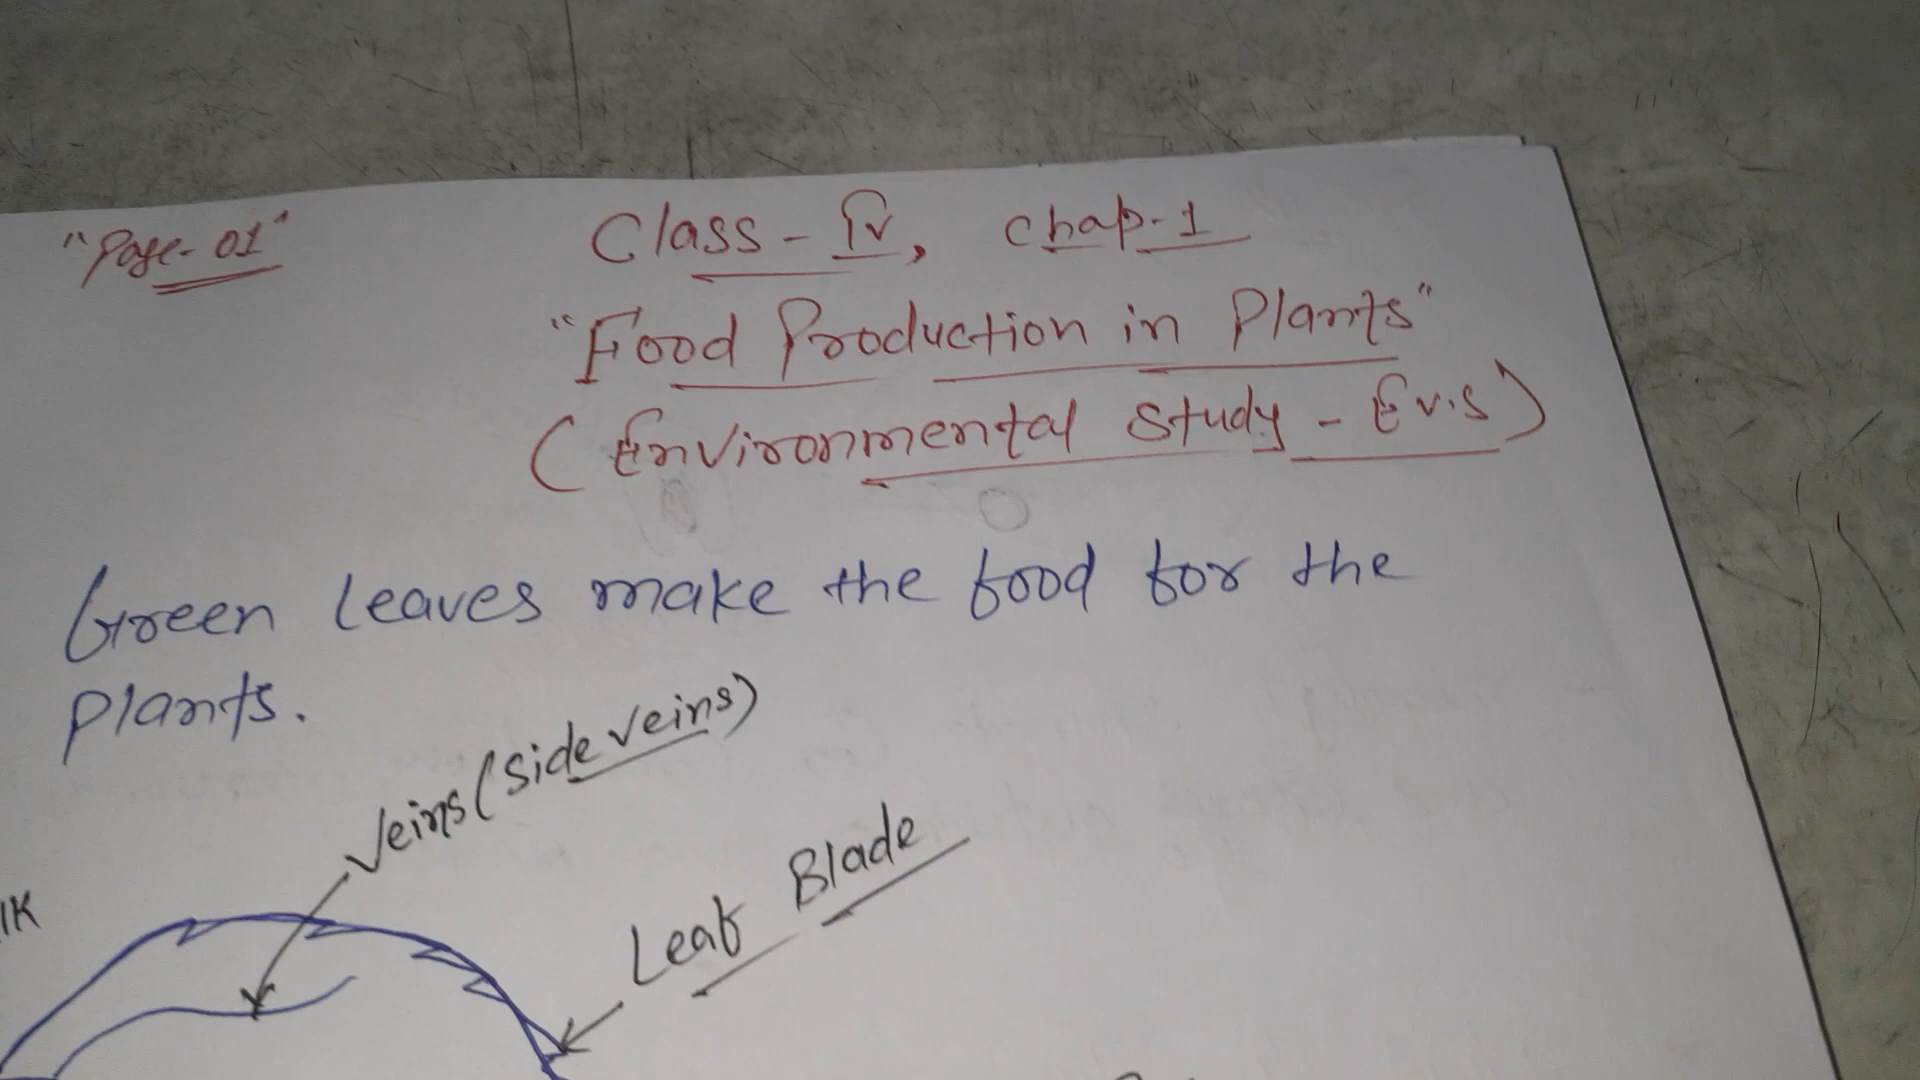 "Page-01"
Class-IV, Chap-1
"Food Production in Plants"
(Environmental Study-Ev.s)
Green leaves make the food for the
plants.
Veins (side veins)
Leaf Blade